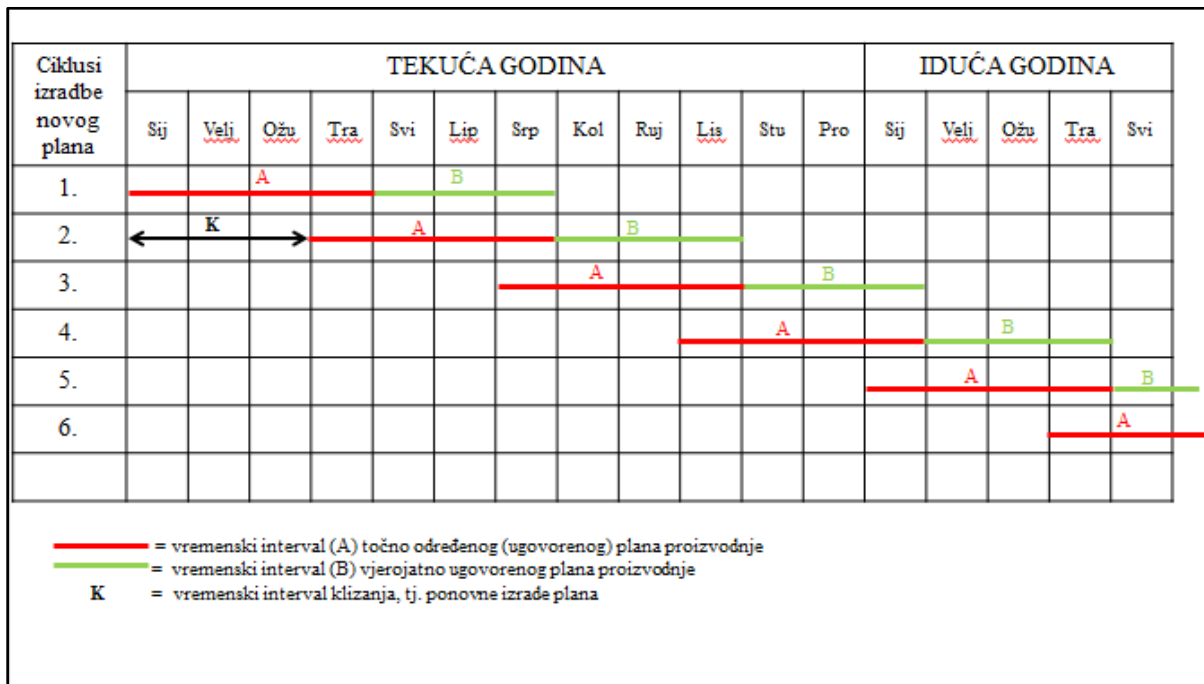 Ciklusi
izradbe
novog
plana
TEKUĆA GODINA
IDUĆA GODINA
Sij Velj Ožu Tra Svi Lip Srp Kol Ruj Lis Stu Pro Sij Velj Ožu Tra Svi
1. A B
2. K A B
3. A B
4. A B
5. A B
6. A
= vremenski interval (A) točno određenog (ugovorenog) plana proizvodnje
= vremenski interval (B) vjerojatno ugovorenog plana proizvodnje
K = vremenski interval klizanja, tj. ponovne izrade plana